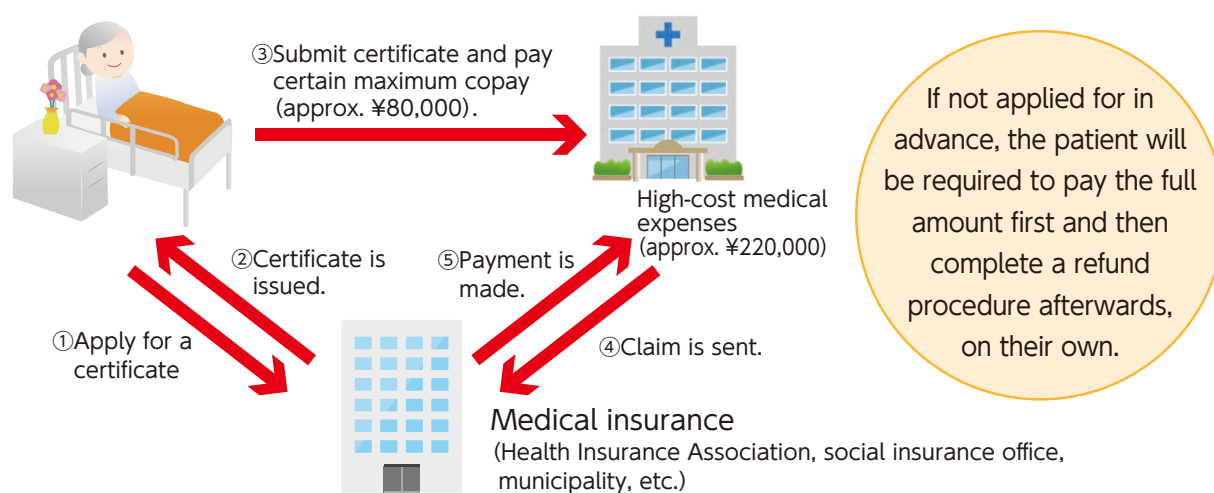 ③Submit certificate and pay
certain maximum copay
(approx. ¥80,000).
High-cost medical
expenses
(approx. ¥220,000)
If not applied for in
advance, the patient will
be required to pay the full
amount first and then
complete a refund
procedure afterwards,
on their own.
②Certificate is
issued.
⑤Payment is
made.
①Apply for a
certificate
④Claim is sent.
Medical insurance
(Health Insurance Association, social insurance office,
municipality, etc.)